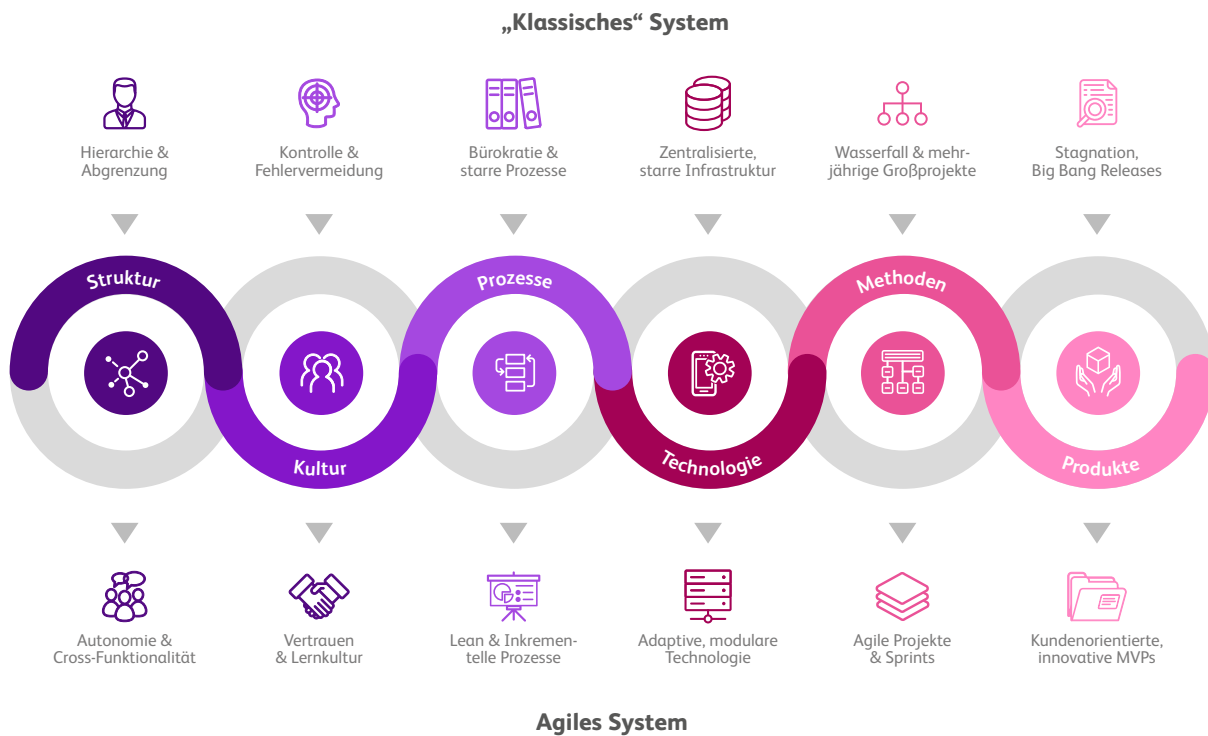 „Klassisches“ System
Hierarchie &
Abgrenzung
Kontrolle &
Fehlervermeidung
Bürokratie &
starre Prozesse
Zentralisierte,
starre Infrastruktur
Wasserfall & mehr-
jährige Großprojekte
Stagnation,
Big Bang Releases
Struktur
Kultur
Prozesse
Technologie
Methoden
Produkte
Autonomie &
Cross-Funktionalität
Vertrauen
& Lernkultur
Lean & Inkremen-
telle Prozesse
Adaptive, modulare
Technologie
Agile Projekte
& Sprints
Kundenorientierte,
innovative MVPs
Agiles System